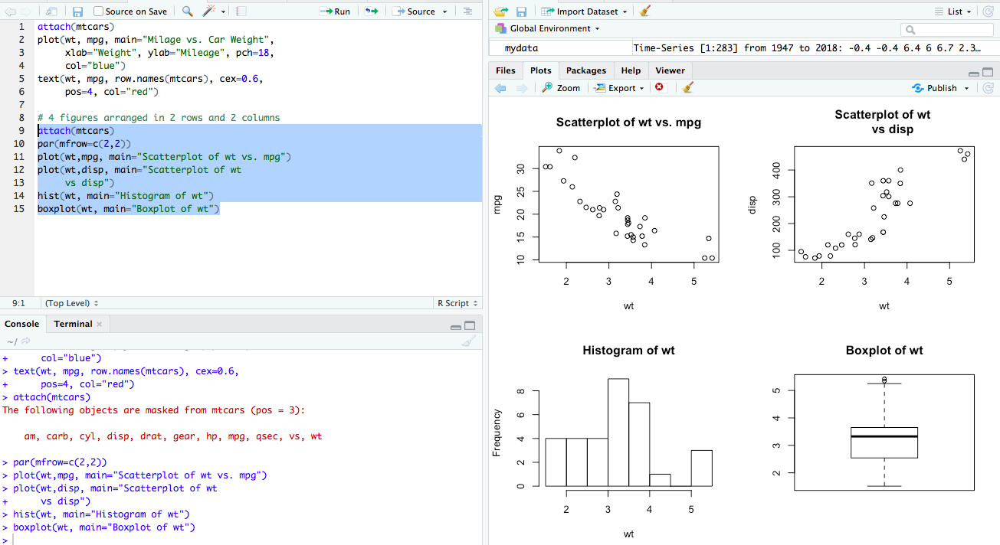 Source on Save
Run
Source
1 attach(mtcars)
2 plot(wt, mpg, main="Milage vs. Car Weight",
3 xlab="Weight", ylab="Mileage", pch=18,
4 col="blue")
5 text(wt, mpg, row.names(mtcars), cex=0.6,
6 pos=4, col="red")
7
8 # 4 figures arranged in 2 rows and 2 columns
9 attach(mtcars)
10 par(mfrow=c(2,2))
11 plot(wt,mpg, main="Scatterplot of wt vs. mpg")
12 plot(wt,disp, main="Scatterplot of wt
13 vs disp")
14 hist(wt, main="Histogram of wt")
15 boxplot(wt, main="Boxplot of wt")
9:1 (Top Level) R Script
Console Terminal
~/
+ col="blue")
> text(wt, mpg, row.names(mtcars), cex=0.6,
+ pos=4, col="red")
> attach(mtcars)
The following objects are masked from mtcars (pos = 3):
am, carb, cyl, disp, drat, gear, hp, mpg, qsec, vs, wt
> par(mfrow=c(2,2))
> plot(wt,mpg, main="Scatterplot of wt vs. mpg")
> plot(wt,disp, main="Scatterplot of wt
+ vs disp")
> hist(wt, main="Histogram of wt")
> boxplot(wt, main="Boxplot of wt")
>
Import Dataset
List
Global Environment
mydata Time-Series [1:283] from 1947 to 2018: -0.4 -0.4 6.4 6 6.7 2.3…
Files Plots Packages Help Viewer
Zoom Export Publish
Scatterplot of wt vs. mpg
mpg
10 15 20 25 30
2 3 4 5
wt
Scatterplot of wt
vs disp
disp
100 200 300 400
2 3 4 5
wt
Histogram of wt
Frequency
0 2 4 6 8
2 3 4 5
wt
Boxplot of wt
2 3 4 5